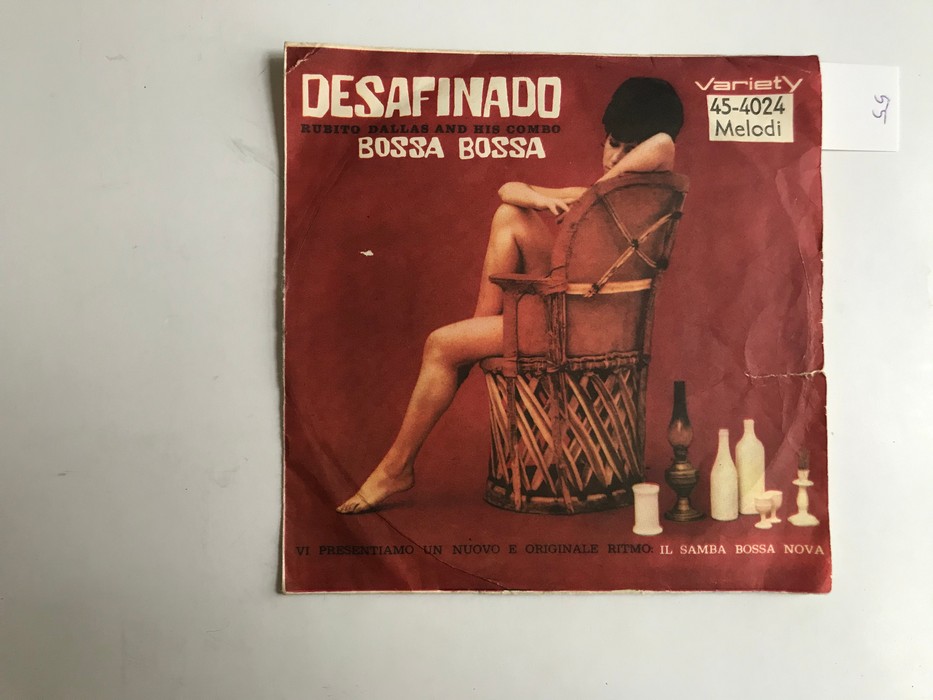 DESAFINADO
RUBITO DALLAS AND HIS COMBO
BOSSA BOSSA
variety
45-4024
Melodi
55
VI PRESENTIAMO UN NUOVO E ORIGINALE RITMO: IL SAMBA BOSSA NOVA